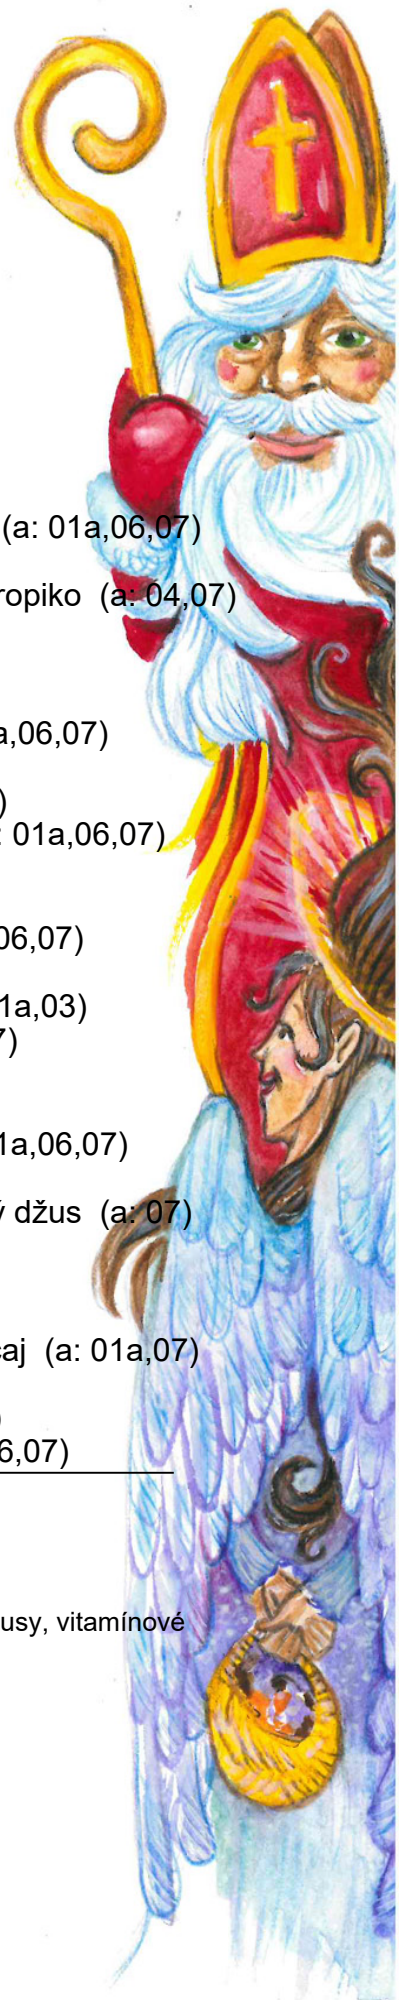 (a: 01a,06,07)
ropiko (a: 04,07)
a,06,07)
)
: 01a,06,07)
06,07)
1a,03)
7)
1a,06,07)
ý džus (a: 07)
čaj (a: 01a,07)
)
6,07)
usy, vitamínové